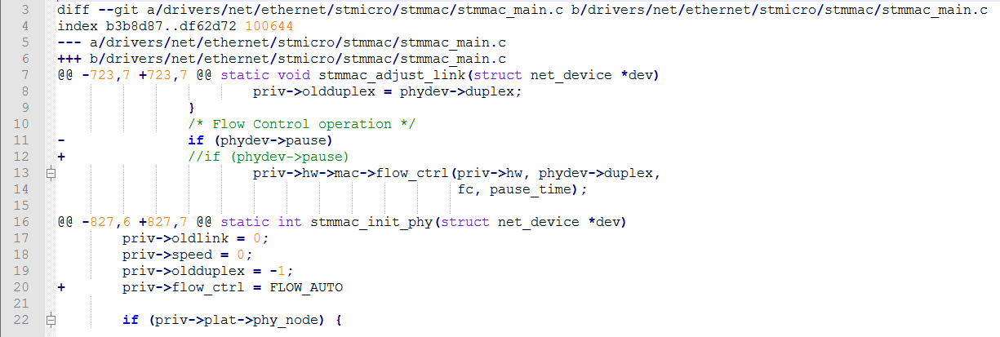 3 diff --git a/drivers/net/ethernet/stmicro/stmmac/stmmac_main.c b/drivers/net/ethernet/stmicro/stmmac/stmmac_main.c
4 index b3b8d87..df62d72 100644
5 --- a/drivers/net/ethernet/stmicro/stmmac/stmmac_main.c
6 +++ b/drivers/net/ethernet/stmicro/stmmac/stmmac_main.c
7 @@ -723,7 +723,7 @@ static void stmmac_adjust_link(struct net_device *dev)
8                         priv->oldduplex = phydev->duplex;
9                 }
10                 /* Flow Control operation */
11 -               if (phydev->pause)
12 +               //if (phydev->pause)
13                         priv->hw->mac->flow_ctrl(priv->hw, phydev->duplex,
14                                                  fc, pause_time);
15
16 @@ -827,6 +827,7 @@ static int stmmac_init_phy(struct net_device *dev)
17         priv->oldlink = 0;
18         priv->speed = 0;
19         priv->oldduplex = -1;
20 +       priv->flow_ctrl = FLOW_AUTO
21
22         if (priv->plat->phy_node) {